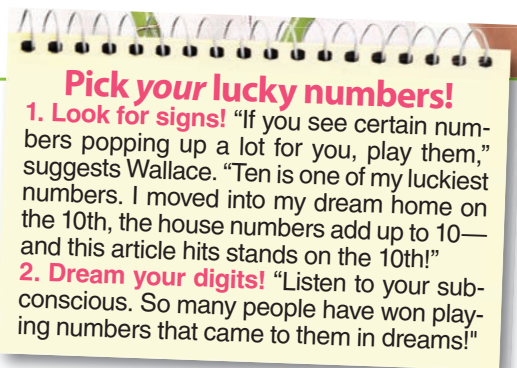 Pick your lucky numbers!
1. Look for signs! “If you see certain num-
bers popping up a lot for you, play them,”
suggests Wallace. “Ten is one of my luckiest
numbers. I moved into my dream home on
the 10th, the house numbers add up to 10—
and this article hits stands on the 10th!”
2. Dream your digits! “Listen to your sub-
conscious. So many people have won play-
ing numbers that came to them in dreams!"